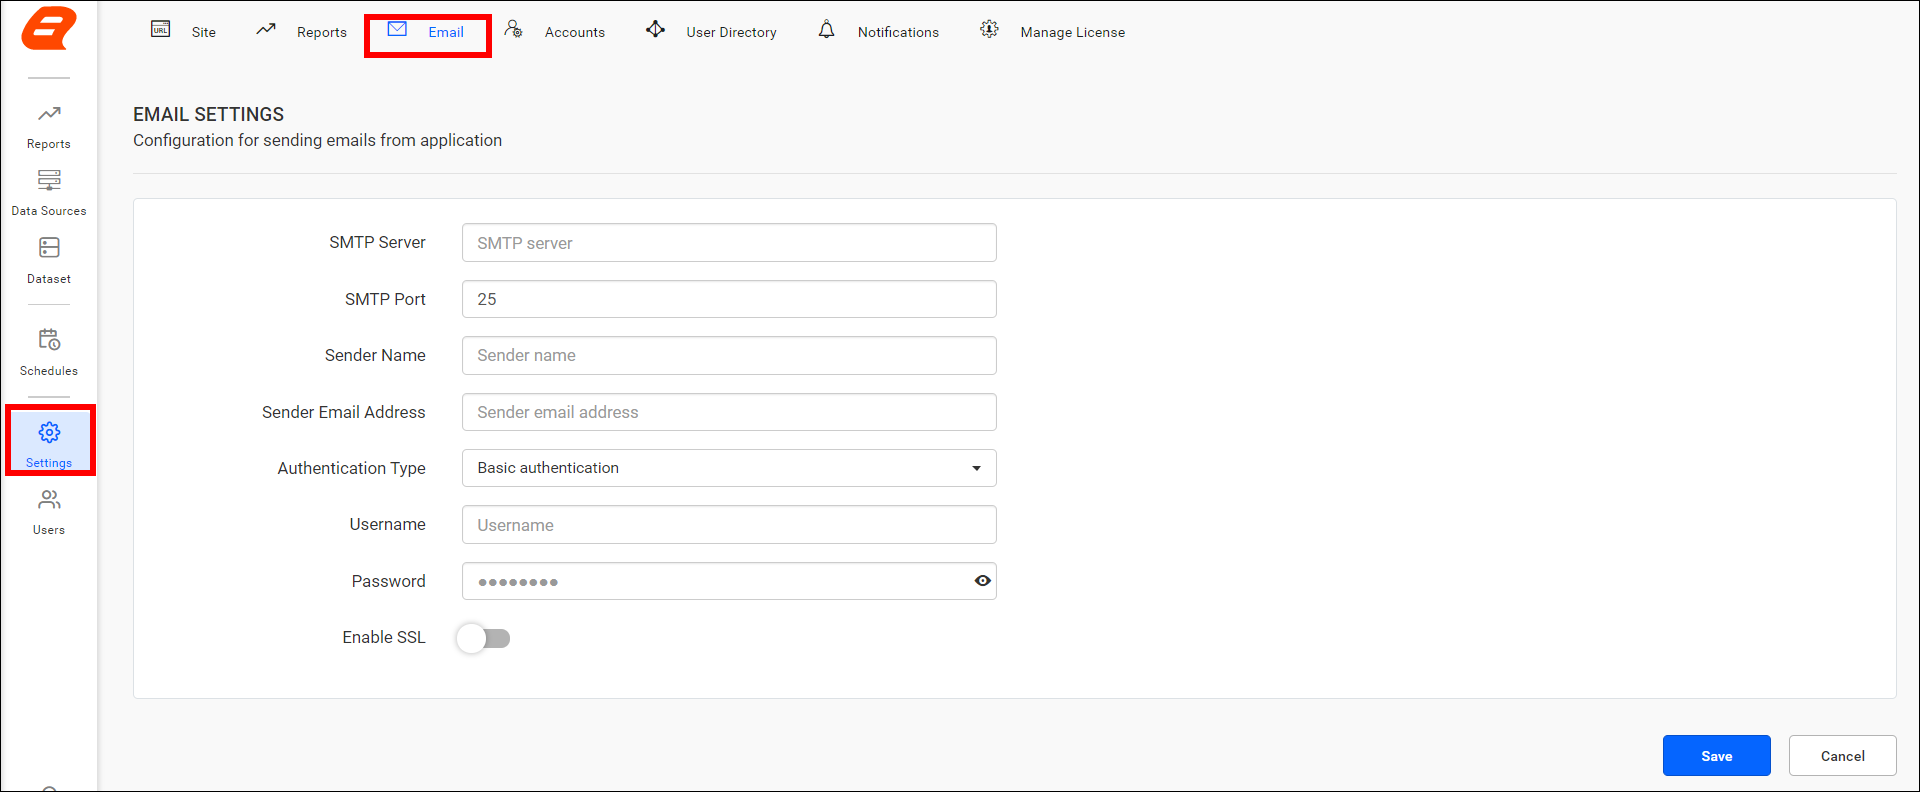 URL
Site
Reports
Email
Accounts
User Directory
Notifications
Manage License
Reports
Data Sources
Dataset
Schedules
Settings
Users
EMAIL SETTINGS
Configuration for sending emails from application
SMTP Server
SMTP server
SMTP Port
25
Sender Name
Sender name
Sender Email Address
Sender email address
Authentication Type
Basic authentication
Username
Username
Password
●●●●●●●●
Enable SSL
Save
Cancel